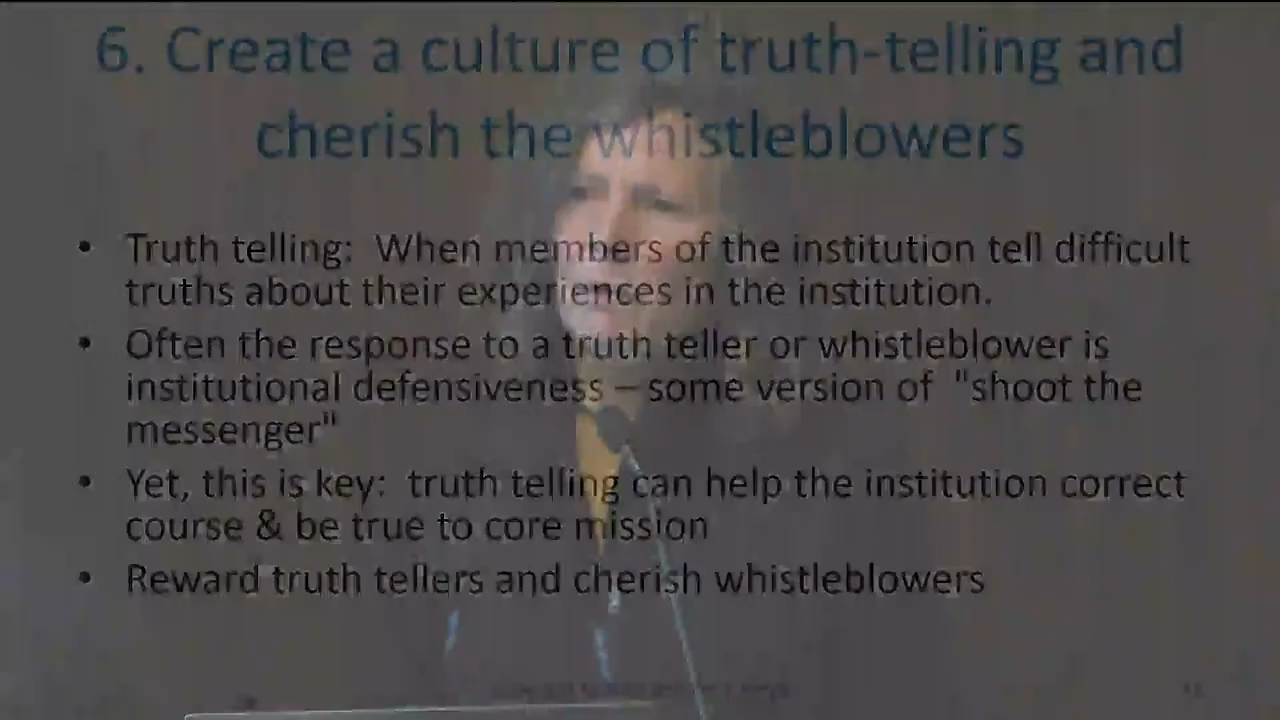 6. Create a culture of truth-telling and
cherish the whistleblowers
• Truth telling: When members of the institution tell difficult
truths about their experiences in the institution.
• Often the response to a truth teller or whistleblower is
institutional defensiveness – some version of "shoot the
messenger"
• Yet, this is key: truth telling can help the institution correct
course & be true to core mission
• Reward truth tellers and cherish whistleblowers